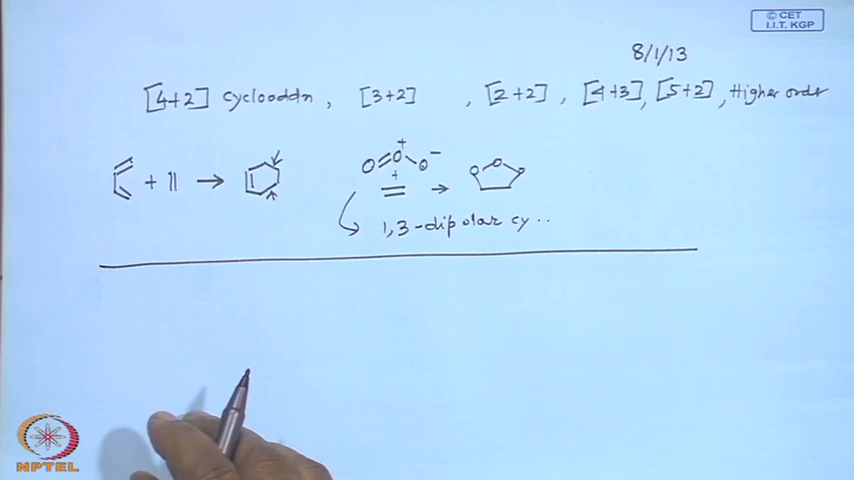 © CET
I.I.T. KGP
8/1/13
[4+2] cycloaddn, [3+2], [2+2], [4+3], [5+2], Higher order
+ || →
O=O⁺-O⁻
+
= → O O O
1,3-dipolar cy..
NPTEL